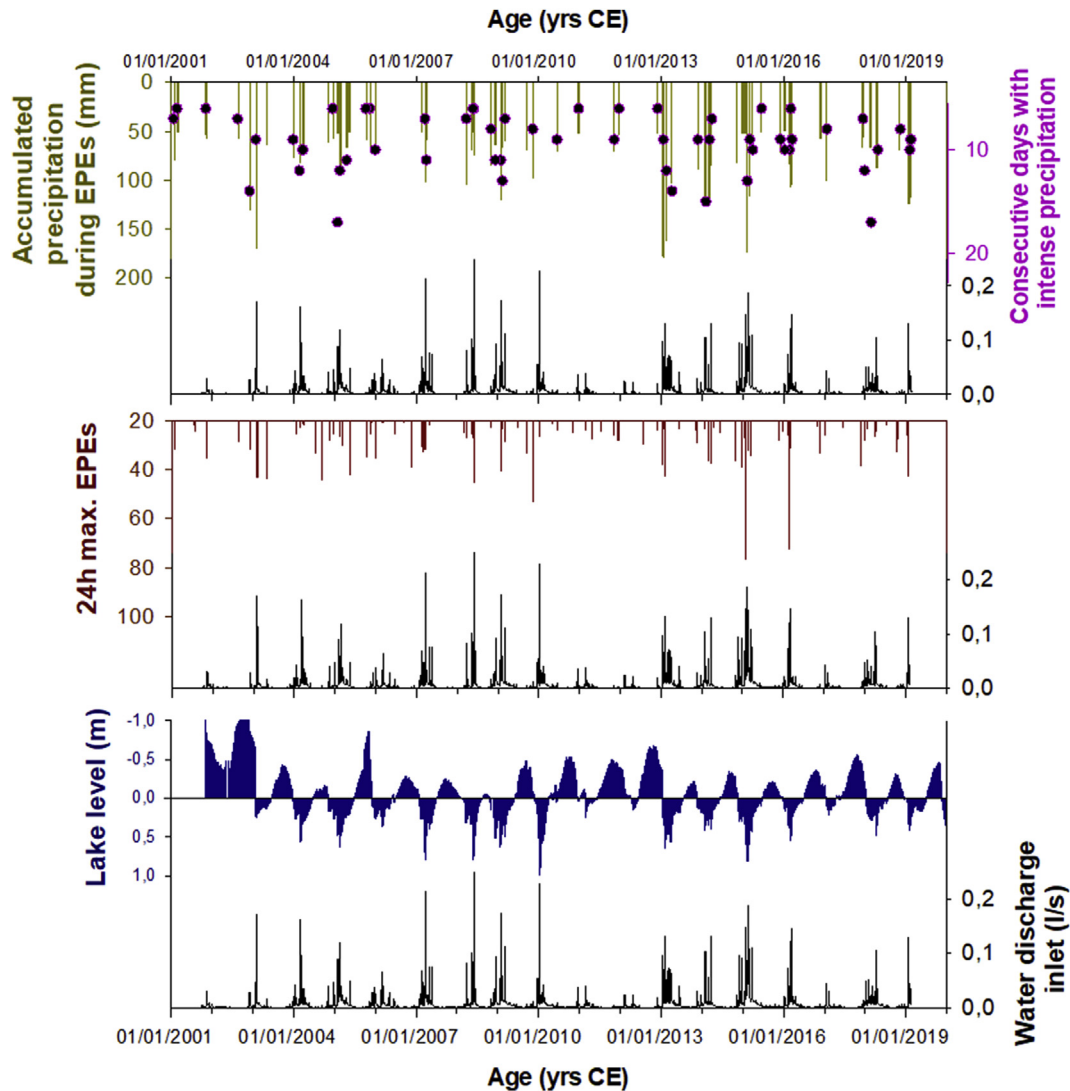 Age (yrs CE)
01/01/2001 01/01/2004 01/01/2007 01/01/2010 01/01/2013 01/01/2016 01/01/2019
Accumulated
precipitation
during EPEs (mm)
0
50
100
150
200
10
20
Consecutive days with
intense precipitation
0,2
0,1
0,0
24h max. EPEs
20
40
60
80
100
0,2
0,1
0,0
Lake level (m)
-1,0
-0,5
0,0
0,5
1,0
0,2
0,1
0,0
Water discharge
inlet (l/s)
01/01/2001 01/01/2004 01/01/2007 01/01/2010 01/01/2013 01/01/2016 01/01/2019
Age (yrs CE)